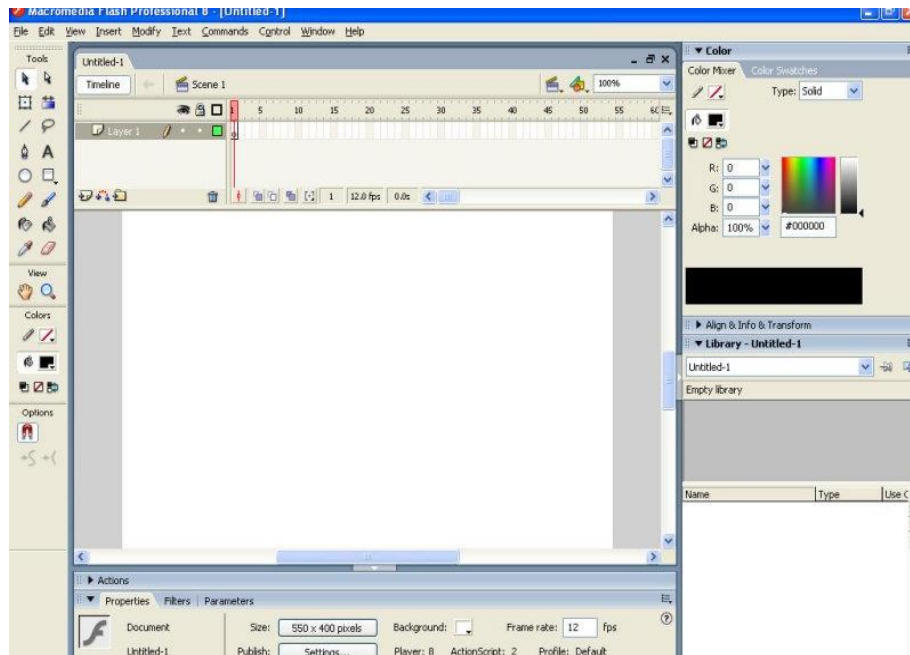 Macromedia Flash Professional 8 - [Untitled-1]
File Edit View Insert Modify Text Commands Control Window Help
Tools
Untitled-1
Timeline Scene 1 100%
5 10 15 20 25 30 35 40 45 50 55
Layer 1
1 12.0 fps 0.0s
View
Colors
Options
Color
Color Mixer Color Swatches
Type: Solid
R: 0
G: 0
B: 0
Alpha: 100% #000000
Align & Info & Transform
Library - Untitled-1
Untitled-1
Empty library
Name Type Use
Actions
Properties Filters Parameters
Document Size: 550 x 400 pixels Background: Frame rate: 12 fps
Untitled-1 Publish: Settings... Player: 8 ActionScript: 2 Profile: Default